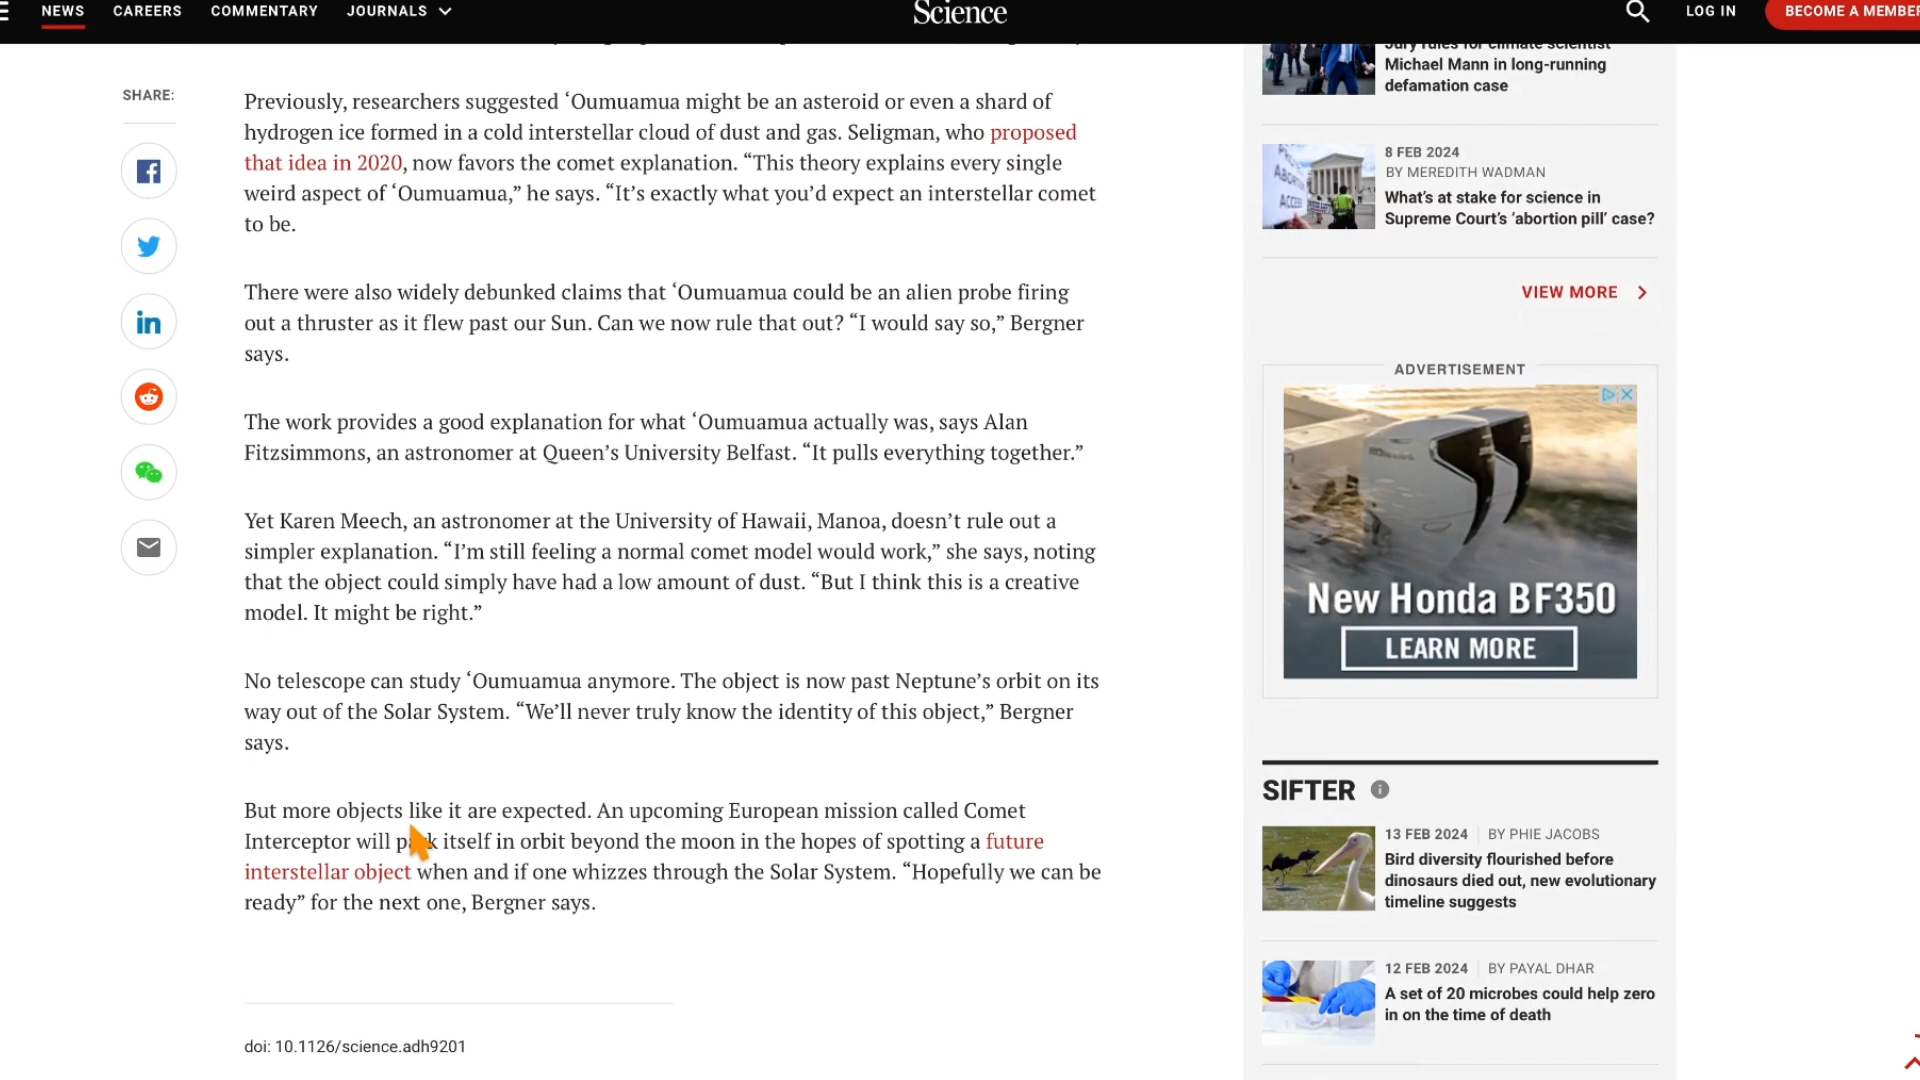 NEWS CAREERS COMMENTARY JOURNALS Science LOG IN BECOME A MEMBER
SHARE:
Previously, researchers suggested ‘Oumuamua might be an asteroid or even a shard of
hydrogen ice formed in a cold interstellar cloud of dust and gas. Seligman, who proposed
that idea in 2020, now favors the comet explanation. “This theory explains every single
weird aspect of ‘Oumuamua,” he says. “It’s exactly what you’d expect an interstellar comet
to be.
There were also widely debunked claims that ‘Oumuamua could be an alien probe firing
out a thruster as it flew past our Sun. Can we now rule that out? “I would say so,” Bergner
says.
The work provides a good explanation for what ‘Oumuamua actually was, says Alan
Fitzsimmons, an astronomer at Queen’s University Belfast. “It pulls everything together.”
Yet Karen Meech, an astronomer at the University of Hawaii, Manoa, doesn’t rule out a
simpler explanation. “I’m still feeling a normal comet model would work,” she says, noting
that the object could simply have had a low amount of dust. “But I think this is a creative
model. It might be right.”
No telescope can study ‘Oumuamua anymore. The object is now past Neptune’s orbit on its
way out of the Solar System. “We’ll never truly know the identity of this object,” Bergner
says.
But more objects like it are expected. An upcoming European mission called Comet
Interceptor will park itself in orbit beyond the moon in the hopes of spotting a future
interstellar object when and if one whizzes through the Solar System. “Hopefully we can be
ready” for the next one, Bergner says.
doi: 10.1126/science.adh9201
Jury rules for climate scientist
Michael Mann in long-running
defamation case
8 FEB 2024
BY MEREDITH WADMAN
What’s at stake for science in
Supreme Court’s ‘abortion pill’ case?
ABORTION
ACCESS
VIEW MORE
ADVERTISEMENT
HONDA
New Honda BF350
LEARN MORE
SIFTER
13 FEB 2024 BY PHIE JACOBS
Bird diversity flourished before
dinosaurs died out, new evolutionary
timeline suggests
12 FEB 2024 BY PAYAL DHAR
A set of 20 microbes could help zero
in on the time of death